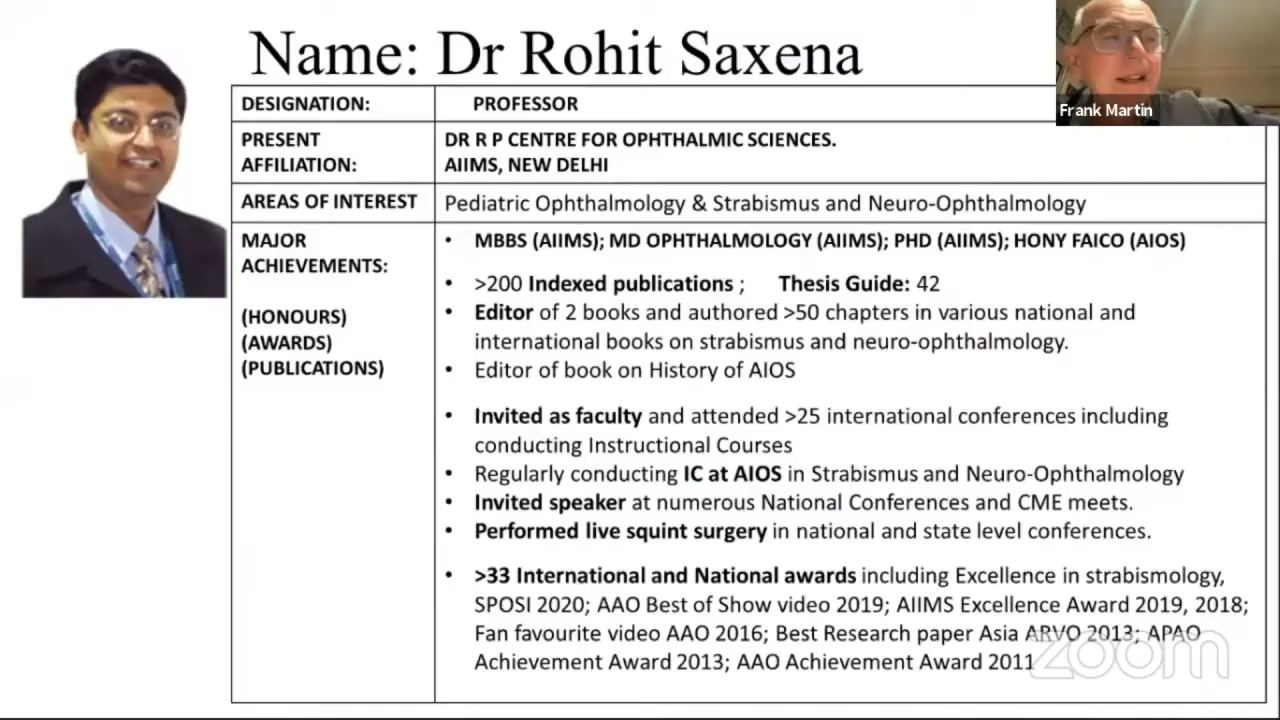 Name: Dr Rohit Saxena
Frank Martin
DESIGNATION: PROFESSOR
PRESENT AFFILIATION: DR R P CENTRE FOR OPHTHALMIC SCIENCES.
AIIMS, NEW DELHI
AREAS OF INTEREST Pediatric Ophthalmology & Strabismus and Neuro-Ophthalmology
MAJOR
ACHIEVEMENTS:
(HONOURS)
(AWARDS)
(PUBLICATIONS)
• MBBS (AIIMS); MD OPHTHALMOLOGY (AIIMS); PHD (AIIMS); HONY FAICO (AIOS)
• >200 Indexed publications ; Thesis Guide: 42
• Editor of 2 books and authored >50 chapters in various national and
international books on strabismus and neuro-ophthalmology.
• Editor of book on History of AIOS
• Invited as faculty and attended >25 international conferences including
conducting Instructional Courses
• Regularly conducting IC at AIOS in Strabismus and Neuro-Ophthalmology
• Invited speaker at numerous National Conferences and CME meets.
• Performed live squint surgery in national and state level conferences.
• >33 International and National awards including Excellence in strabismology,
SPOSI 2020; AAO Best of Show video 2019; AIIMS Excellence Award 2019, 2018;
Fan favourite video AAO 2016; Best Research paper Asia ARVO 2013; APAO
Achievement Award 2013; AAO Achievement Award 2011
zoom